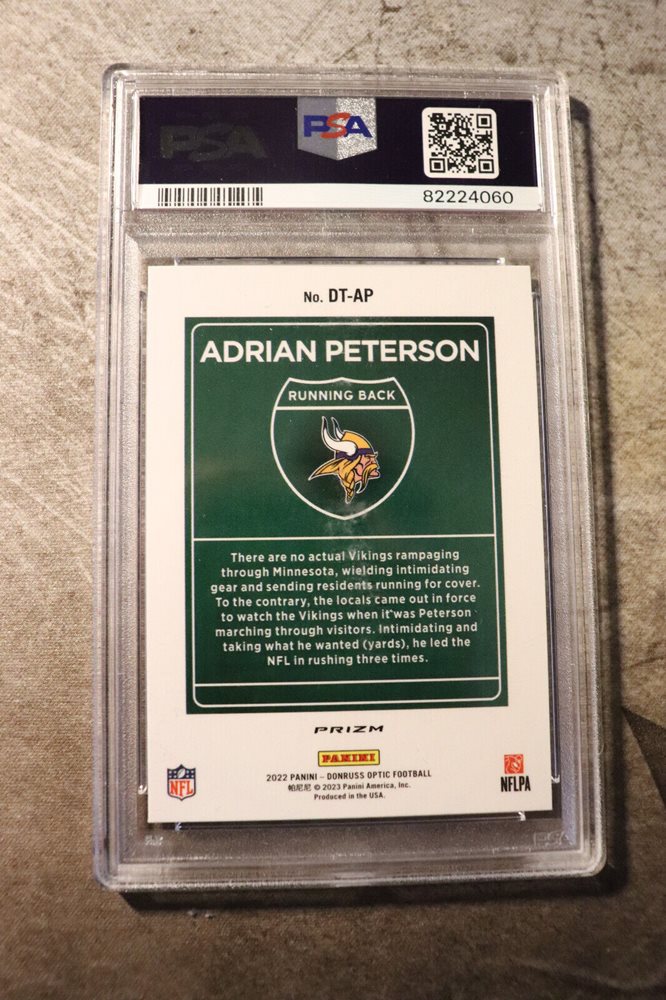 PSA
PSA
82224060
No. DT-AP
ADRIAN PETERSON
RUNNING BACK
There are no actual Vikings rampaging
through Minnesota, wielding intimidating
gear and sending residents running for cover.
To the contrary, the locals came out in force
to watch the Vikings when it was Peterson
marching through visitors. Intimidating and
taking what he wanted (yards), he led the
NFL in rushing three times.
PRIZM
PANINI
2022 PANINI – DONRUSS OPTIC FOOTBALL
帕尼尼 © 2023 Panini America, Inc.
Produced in the USA.
NFL
NFLPA